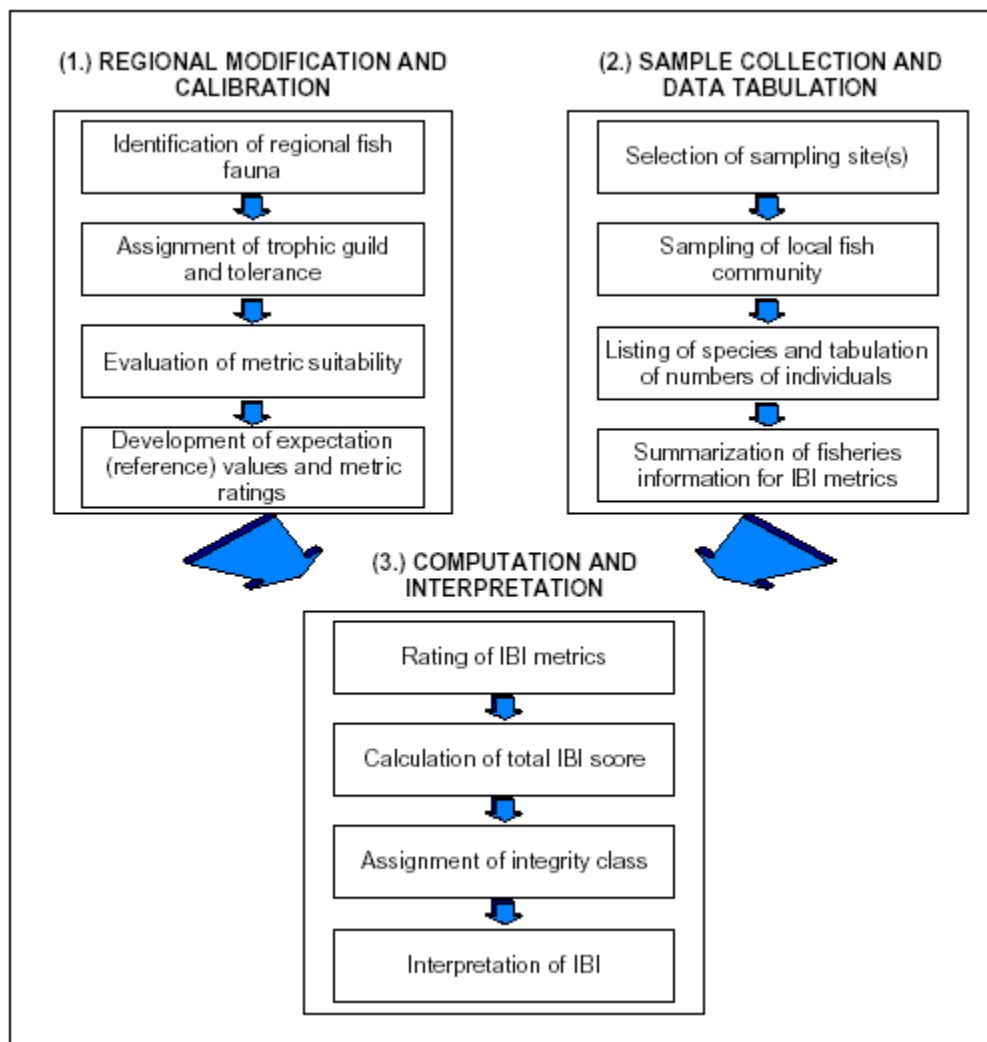 (1.) REGIONAL MODIFICATION AND
CALIBRATION
Identification of regional fish
fauna
Assignment of trophic guild
and tolerance
Evaluation of metric suitability
Development of expectation
(reference) values and metric
ratings
(2.) SAMPLE COLLECTION AND
DATA TABULATION
Selection of sampling site(s)
Sampling of local fish
community
Listing of species and tabulation
of numbers of individuals
Summarization of fisheries
information for IBI metrics
(3.) COMPUTATION AND
INTERPRETATION
Rating of IBI metrics
Calculation of total IBI score
Assignment of integrity class
Interpretation of IBI